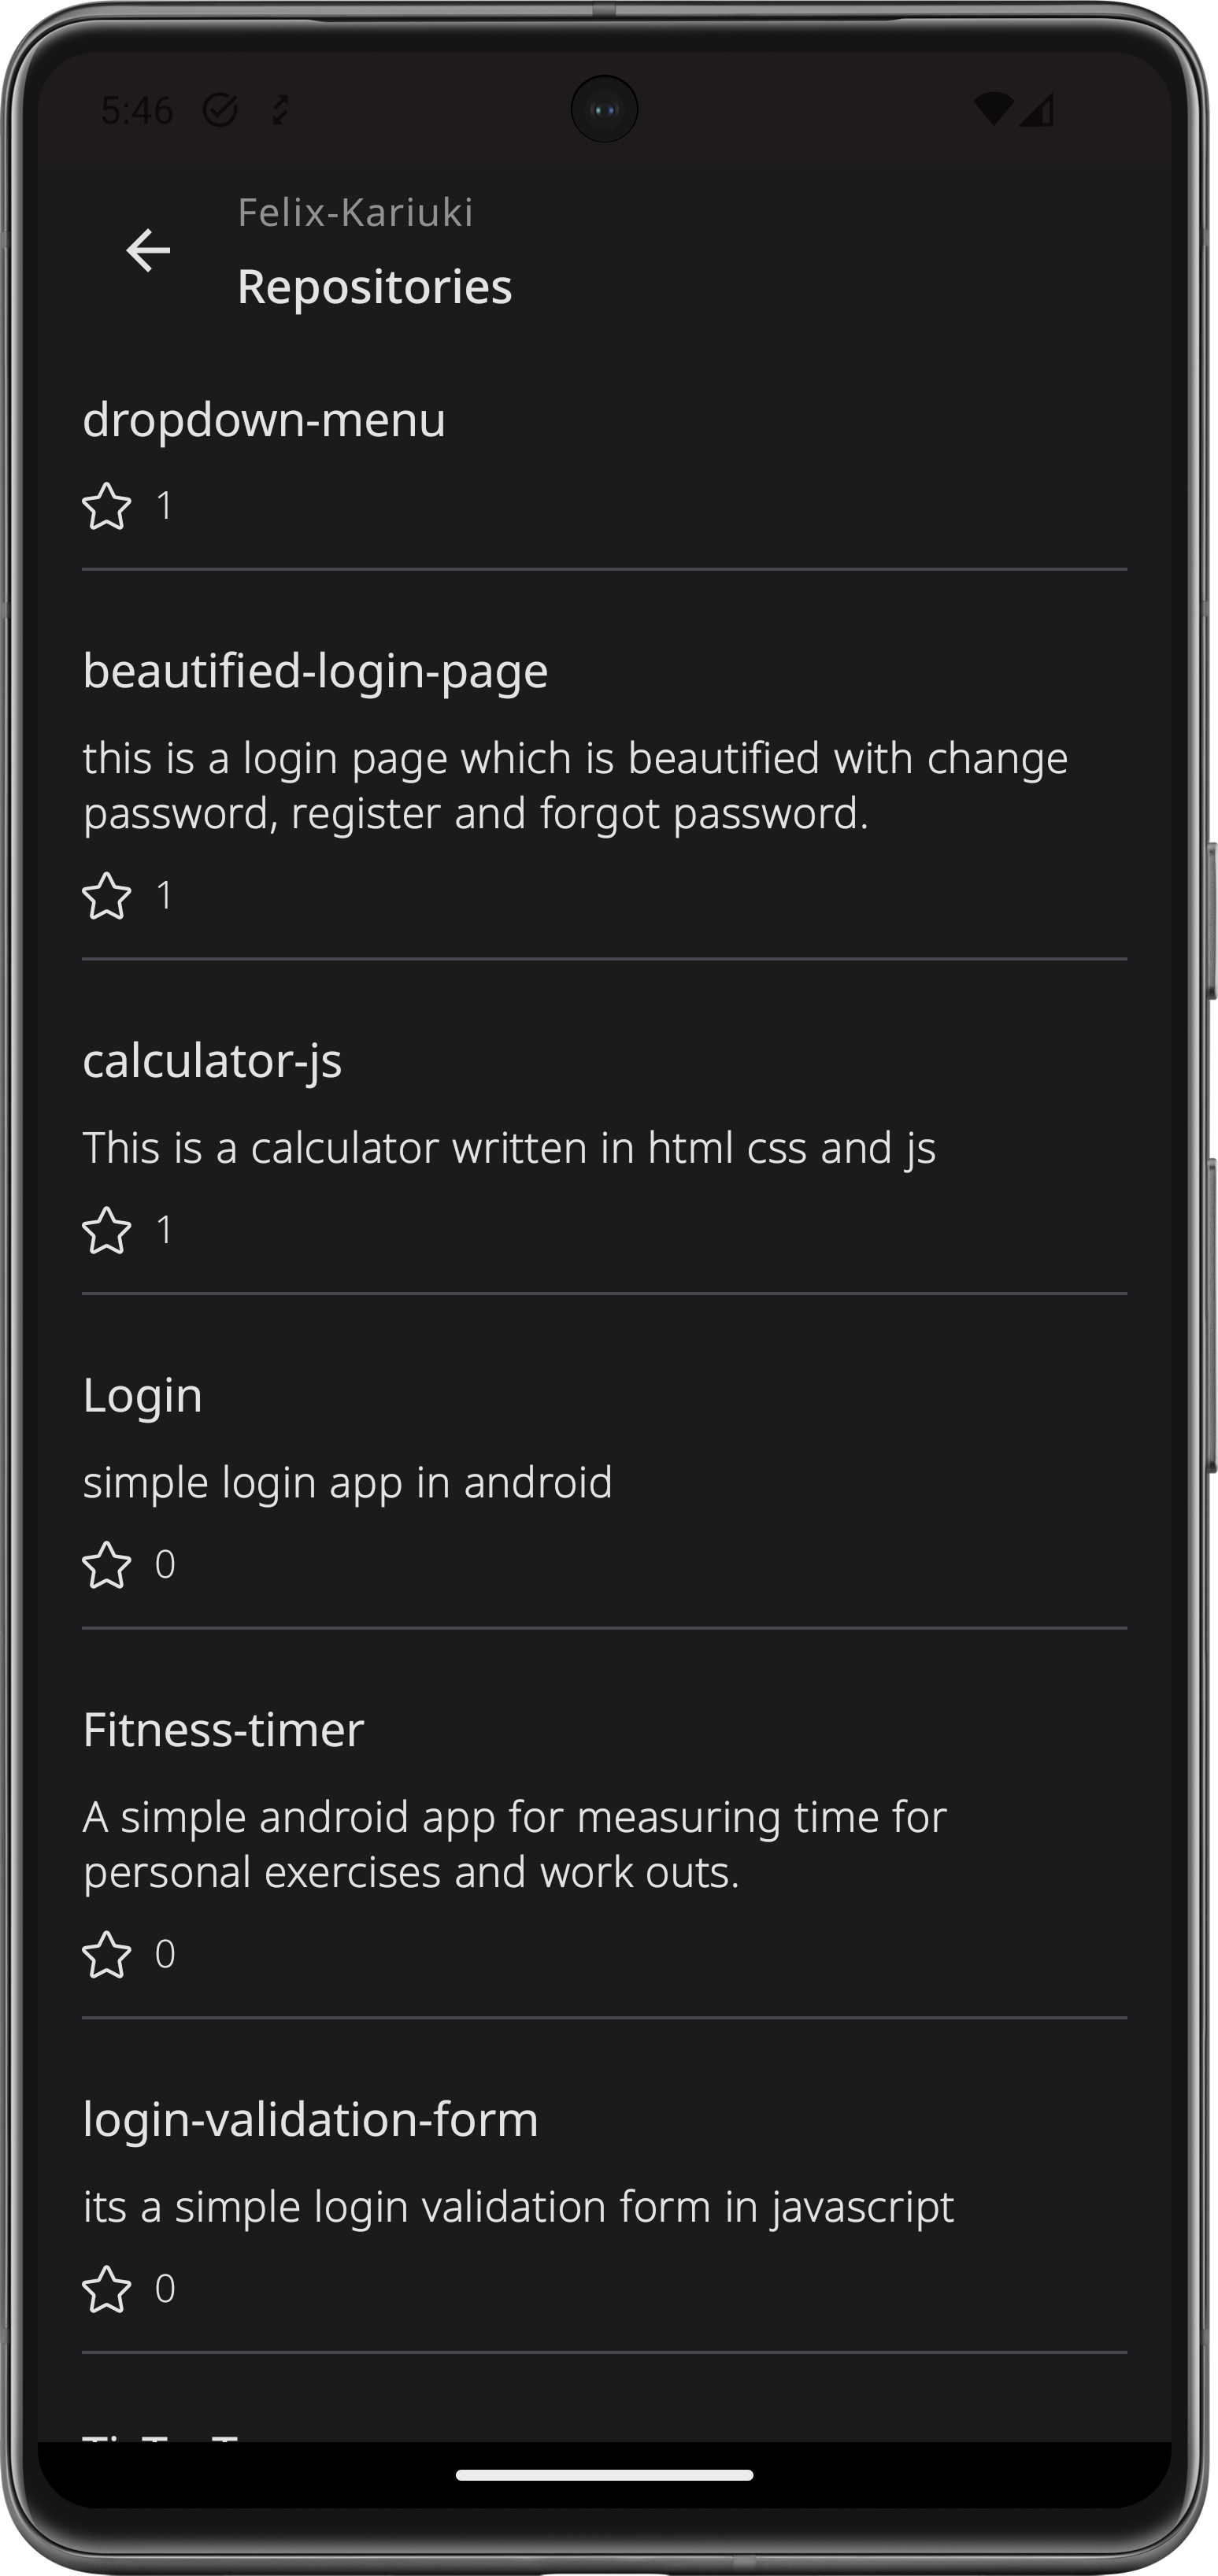 5:46
Felix-Kariuki
Repositories
dropdown-menu
1
beautified-login-page
this is a login page which is beautified with change
password, register and forgot password.
1
calculator-js
This is a calculator written in html css and js
1
Login
simple login app in android
0
Fitness-timer
A simple android app for measuring time for
personal exercises and work outs.
0
login-validation-form
its a simple login validation form in javascript
0